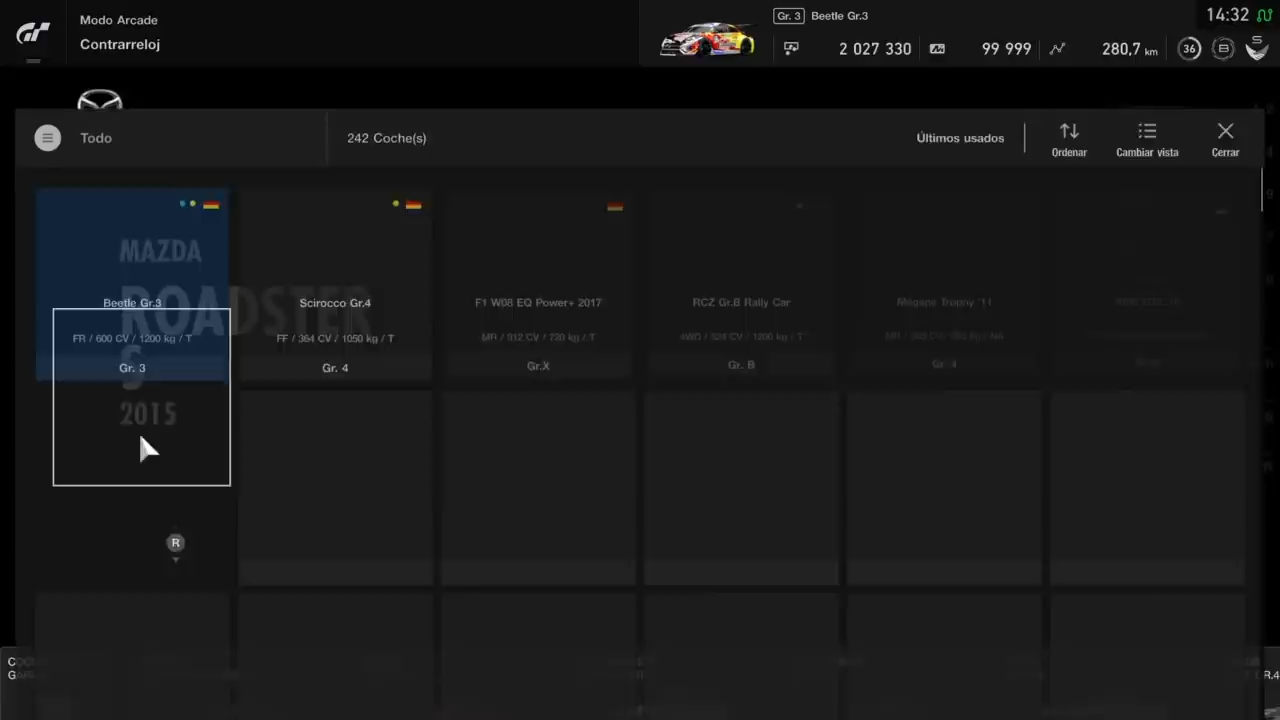 Modo Arcade
Contrarreloj
Gr. 3 Beetle Gr.3
14:32
2 027 330
99 999
280,7 km
36
B
S
Todo
242 Coche(s)
Últimos usados
Ordenar
Cambiar vista
Cerrar
MAZDA
ROADSTER
S
2015
Beetle Gr.3
FR / 600 CV / 1200 kg / T
Gr. 3
Scirocco Gr.4
FF / 364 CV / 1050 kg / T
Gr. 4
F1 W08 EQ Power+ 2017
MR / 912 CV / 720 kg / T
Gr.X
RCZ Gr.B Rally Car
Gr. B
Mégane Trophy '11
Gr. 4
R